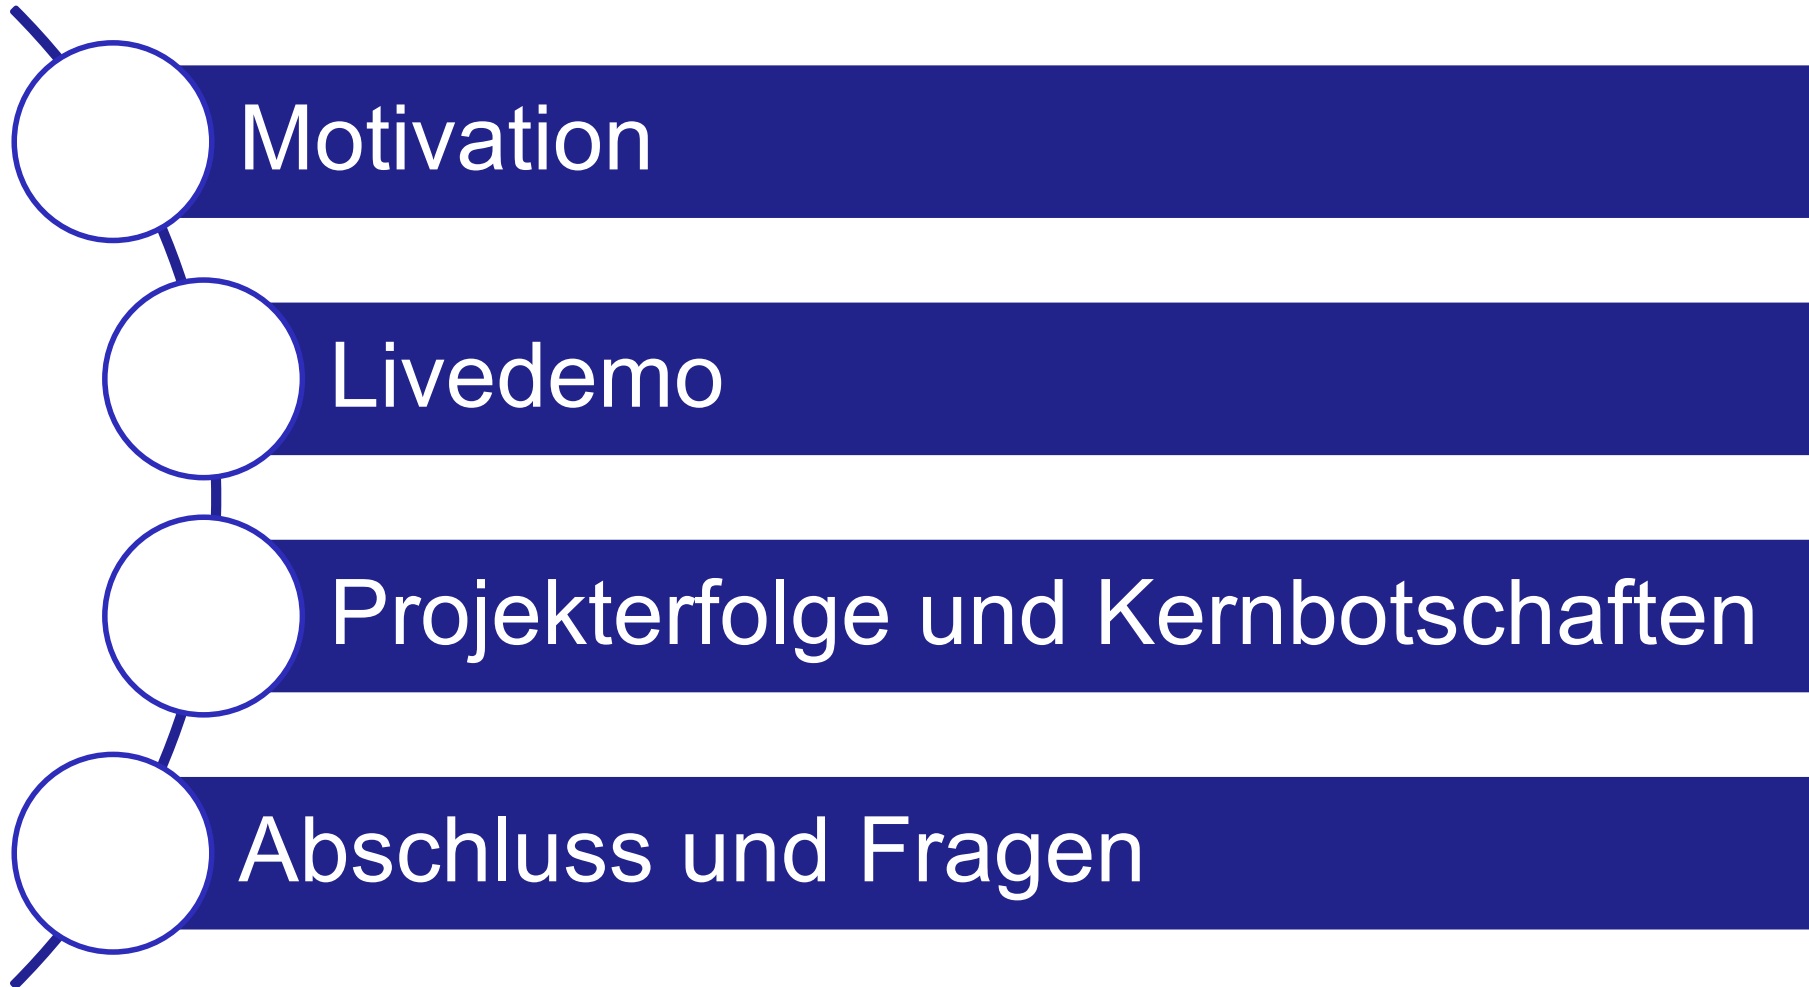 Motivation
Livedemo
Projekterfolge und Kernbotschaften
Abschluss und Fragen